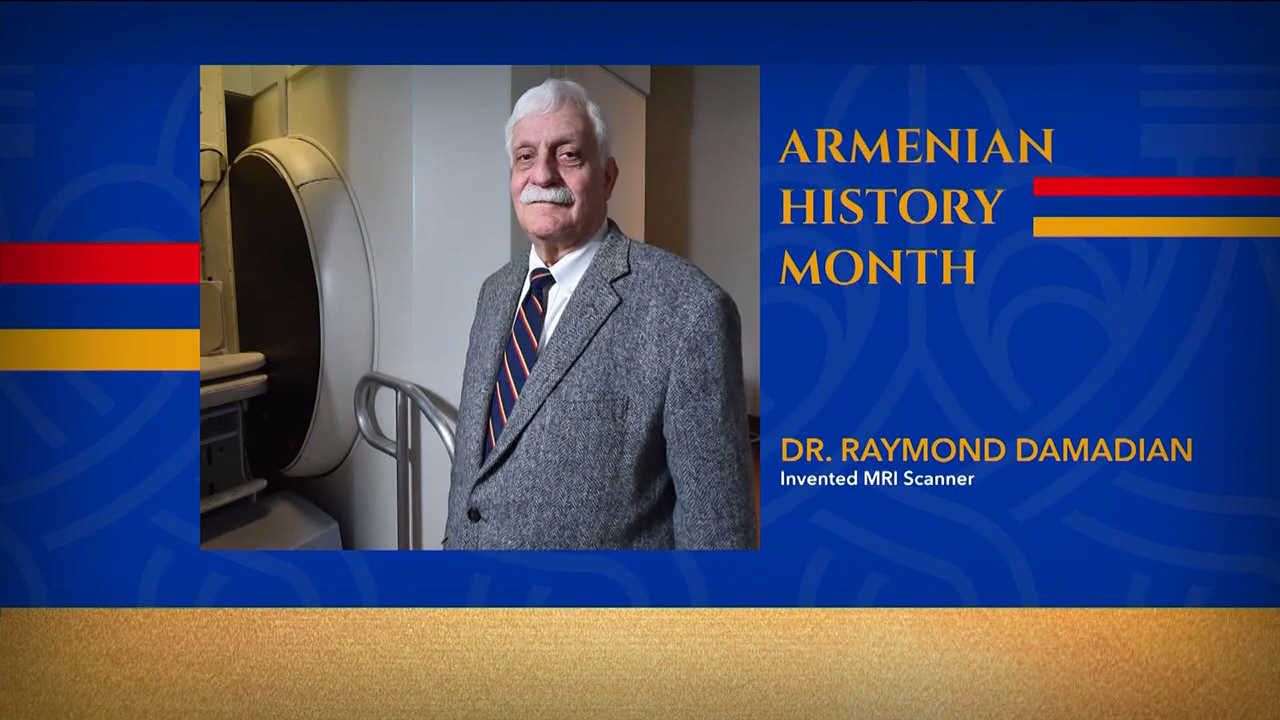 ARMENIAN
HISTORY
MONTH
DR. RAYMOND DAMADIAN
Invented MRI Scanner